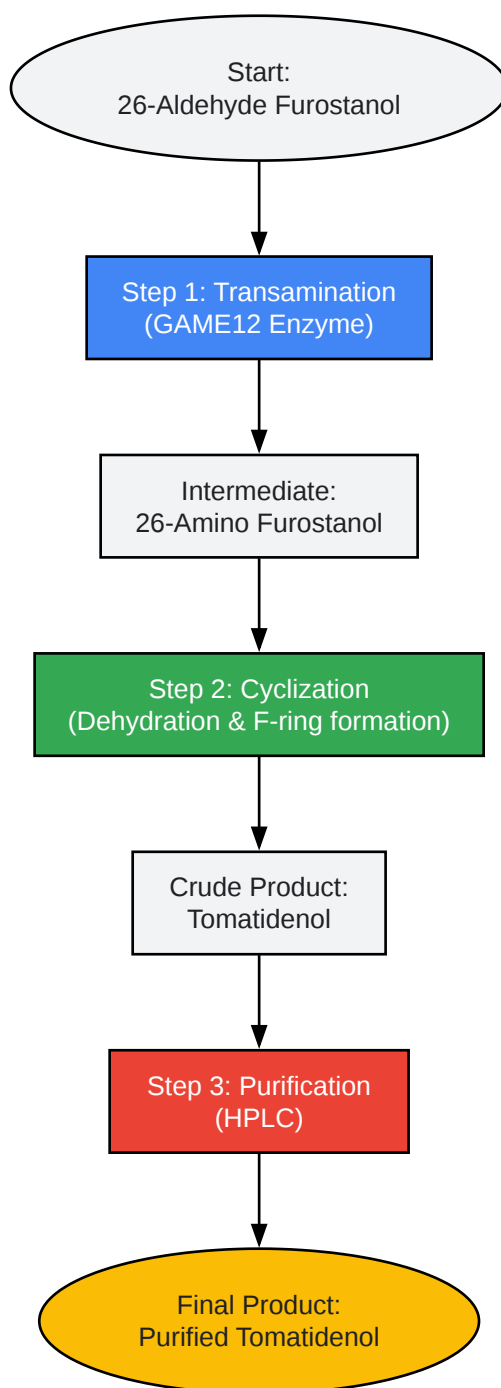 Start:
26-Aldehyde Furostanol
Step 1: Transamination
(GAME12 Enzyme)
Intermediate:
26-Amino Furostanol
Step 2: Cyclization
(Dehydration & F-ring formation)
Crude Product:
Tomatidenol
Step 3: Purification
(HPLC)
Final Product:
Purified Tomatidenol